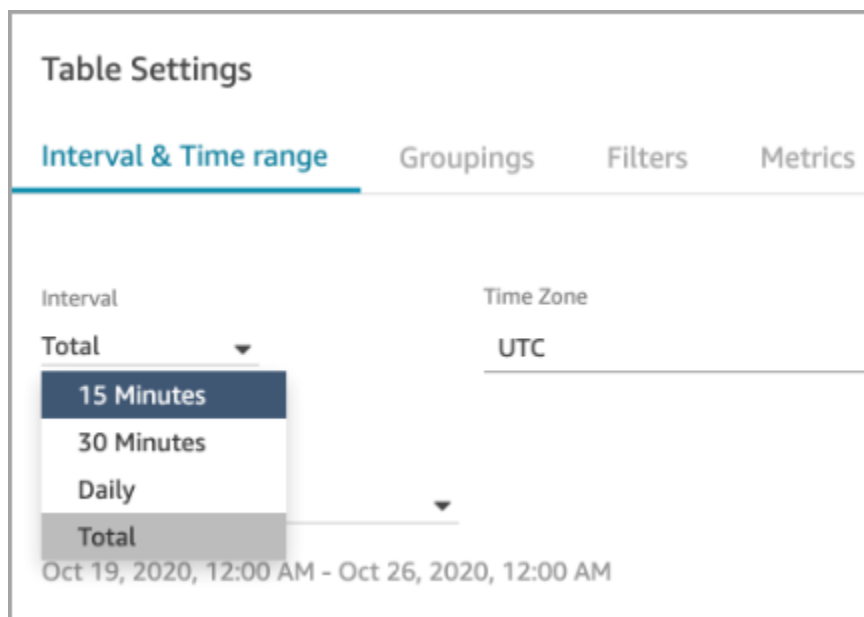 Table Settings
Interval & Time range Groupings Filters Metrics
Interval Time Zone
Total UTC
15 Minutes
30 Minutes
Daily
Total
Oct 19, 2020, 12:00 AM - Oct 26, 2020, 12:00 AM